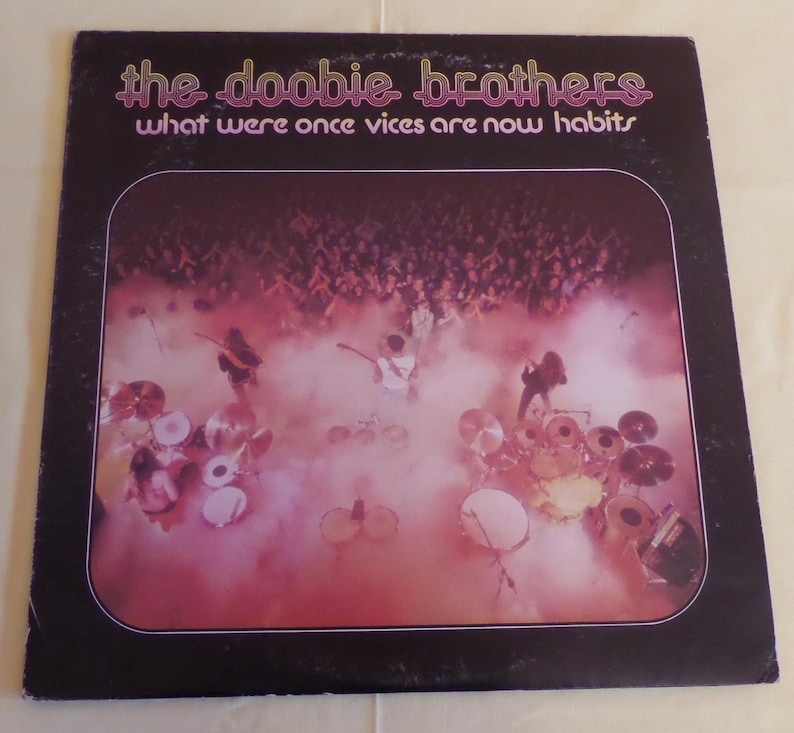 the doobie brothers
what were once vices are now habits